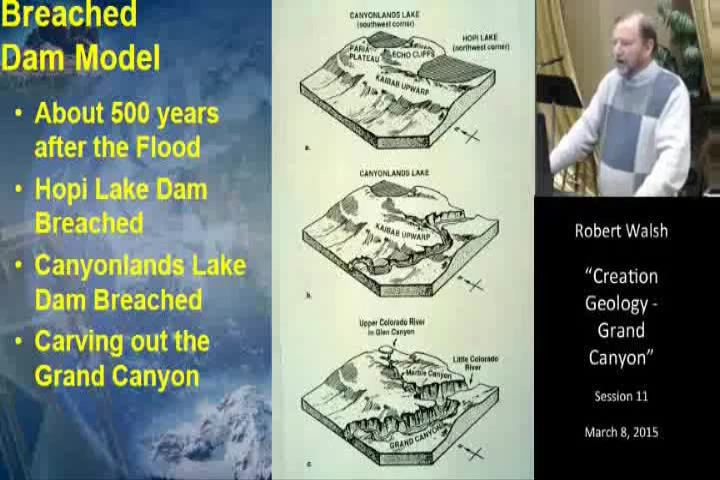 Breached
Dam Model
• About 500 years
after the Flood
• Hopi Lake Dam
Breached
• Canyonlands Lake
Dam Breached
• Carving out the
Grand Canyon
CANYONLANDS LAKE
(southwest corner)
HOPI LAKE
(northwest corner)
PARIA
PLATEAU
ECHO CLIFFS
KAIBAB UPWARP
a.
CANYONLANDS LAKE
KAIBAB UPWARP
b.
Upper Colorado River
in Glen Canyon
Little Colorado
River
Marble Canyon
GRAND CANYON
c.
Robert Walsh
“Creation
Geology -
Grand
Canyon”
Session 11
March 8, 2015